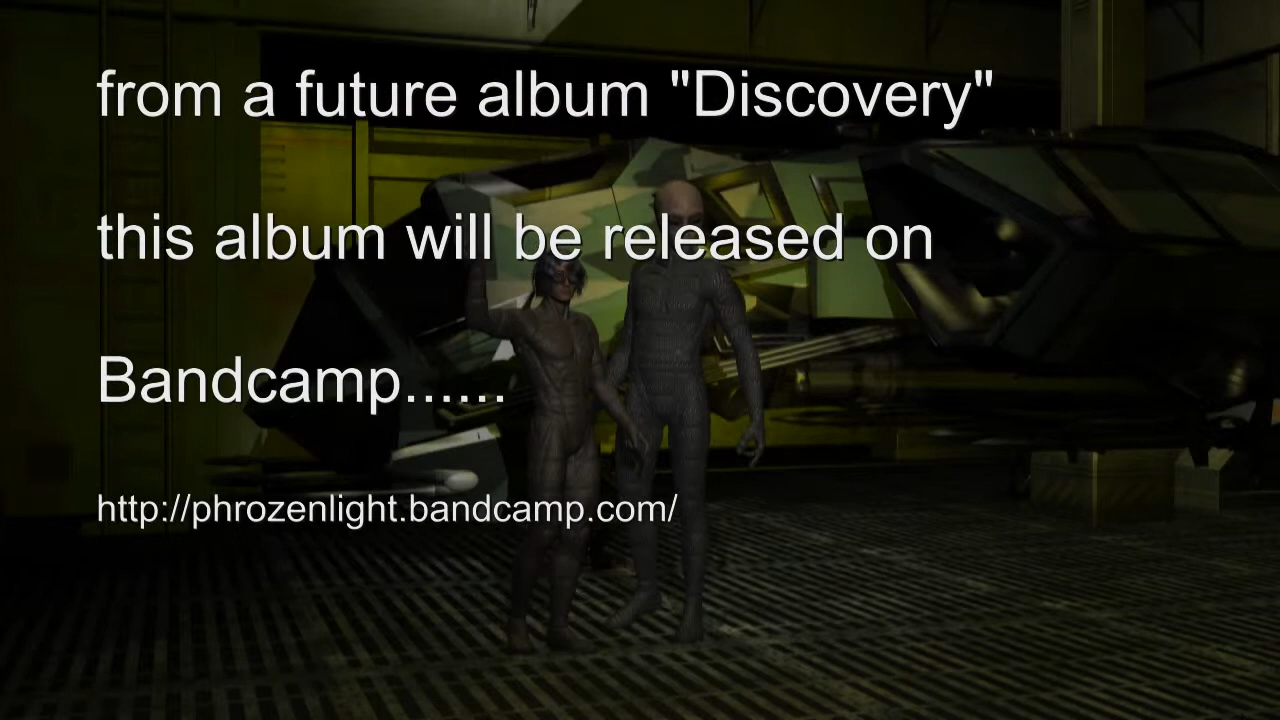 from a future album "Discovery"
this album will be released on
Bandcamp......
http://phrozenlight.bandcamp.com/